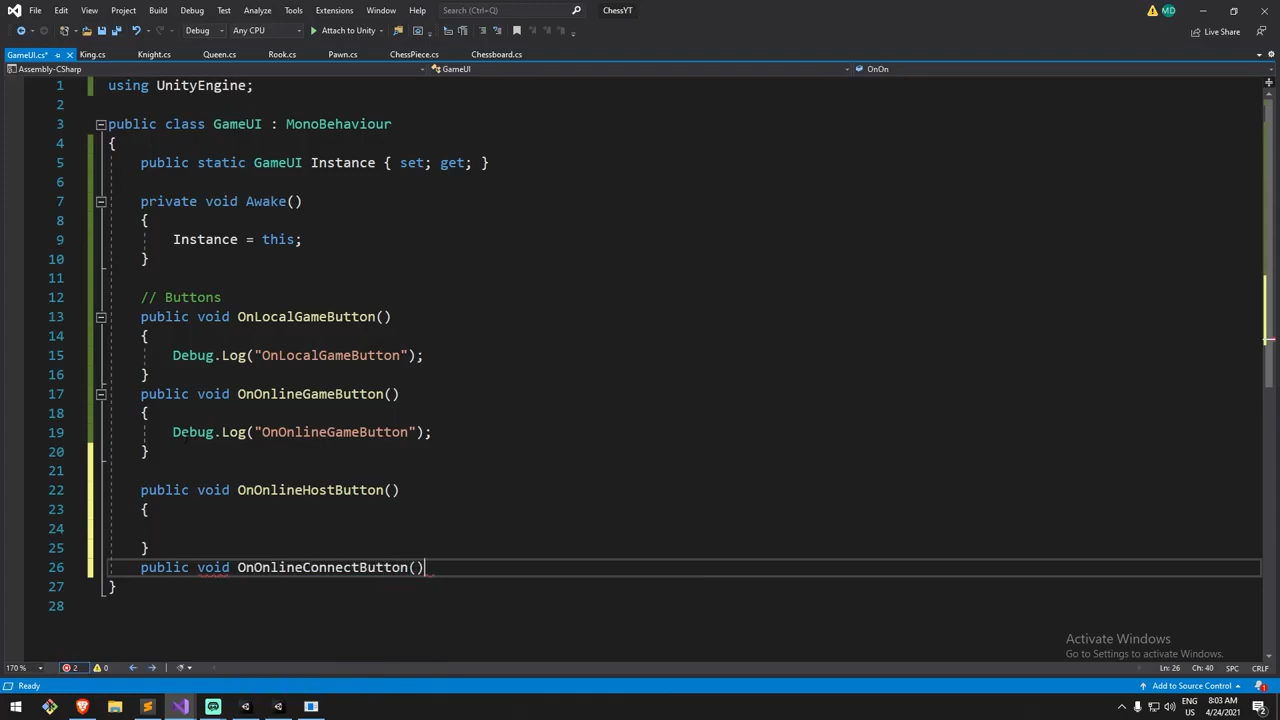 File Edit View Project Build Debug Test Analyze Tools Extensions Window Help Search (Ctrl+Q) ChessYT MD
Debug Any CPU Attach to Unity Live Share
GameUI.cs* King.cs Knight.cs Queen.cs Rook.cs Pawn.cs ChessPiece.cs Chessboard.cs
Assembly-CSharp GameUI OnOn
1 using UnityEngine;
2
3 public class GameUI : MonoBehaviour
4 {
5 public static GameUI Instance { set; get; }
6
7 private void Awake()
8 {
9 Instance = this;
10 }
11
12 // Buttons
13 public void OnLocalGameButton()
14 {
15 Debug.Log("OnLocalGameButton");
16 }
17 public void OnOnlineGameButton()
18 {
19 Debug.Log("OnOnlineGameButton");
20 }
21
22 public void OnOnlineHostButton()
23 {
24
25 }
26 public void OnOnlineConnectButton()
27 }
28
Activate Windows
Go to Settings to activate Windows.
170 % 2 0 Ln: 26 Ch: 40 SPC CRLF
Ready Add to Source Control 1
ENG 8:03 AM
US 4/24/2021 2